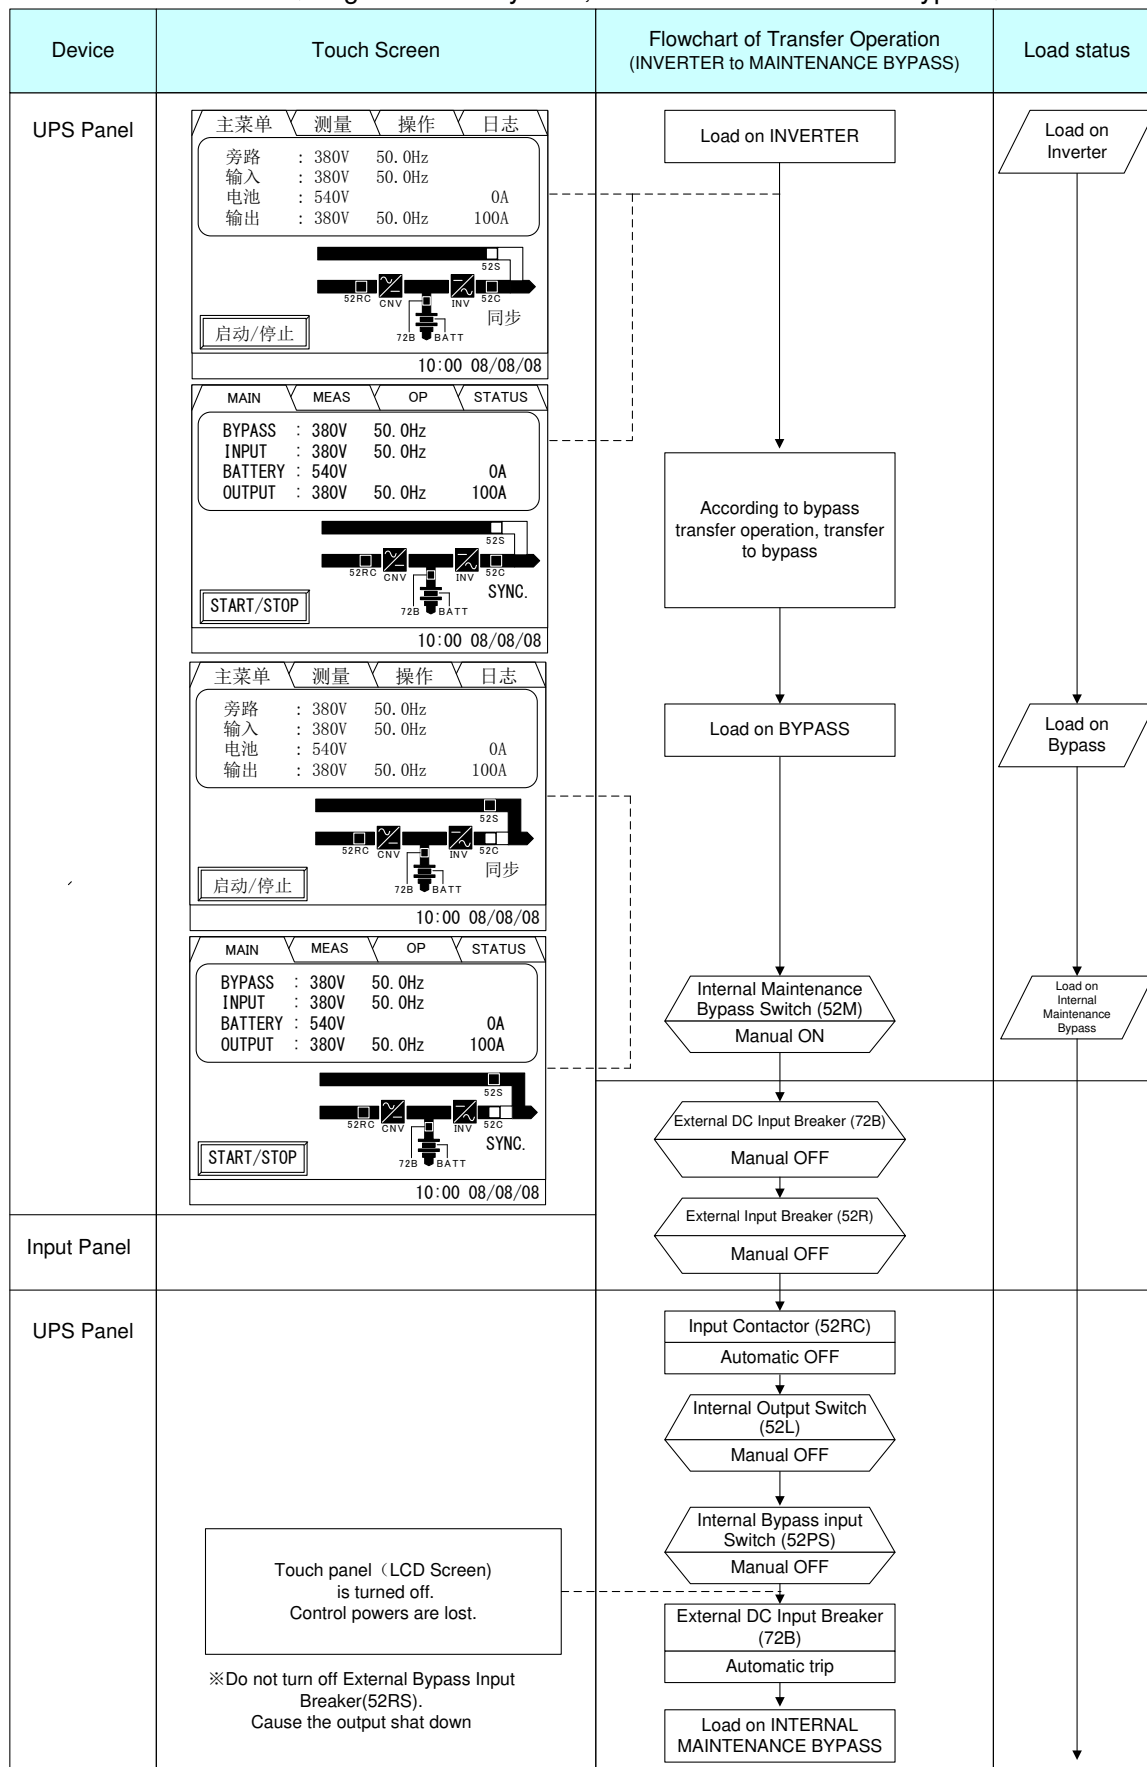 Device
Touch Screen
Flowchart of Transfer Operation
(INVERTER to MAINTENANCE BYPASS)
Load status
UPS Panel
主菜单 测量 操作 日志
旁路 : 380V 50.0Hz
输入 : 380V 50.0Hz
电池 : 540V 0A
输出 : 380V 50.0Hz 100A
52S
52RC CNV INV 52C
同步
72B BATT
启动/停止
10:00 08/08/08
MAIN MEAS OP STATUS
BYPASS : 380V 50.0Hz
INPUT : 380V 50.0Hz
BATTERY : 540V 0A
OUTPUT : 380V 50.0Hz 100A
52S
52RC CNV INV 52C
SYNC.
72B BATT
START/STOP
10:00 08/08/08
主菜单 测量 操作 日志
旁路 : 380V 50.0Hz
输入 : 380V 50.0Hz
电池 : 540V 0A
输出 : 380V 50.0Hz 100A
52S
52RC CNV INV 52C
同步
72B BATT
启动/停止
10:00 08/08/08
MAIN MEAS OP STATUS
BYPASS : 380V 50.0Hz
INPUT : 380V 50.0Hz
BATTERY : 540V 0A
OUTPUT : 380V 50.0Hz 100A
52S
52RC CNV INV 52C
SYNC.
72B BATT
START/STOP
10:00 08/08/08
Load on INVERTER
According to bypass
transfer operation, transfer
to bypass
Load on BYPASS
Internal Maintenance
Bypass Switch (52M)
Manual ON
Load on
Inverter
Load on
Bypass
Load on
Internal
Maintenance
Bypass
External DC Input Breaker (72B)
Manual OFF
Input Panel
External Input Breaker (52R)
Manual OFF
UPS Panel
Input Contactor (52RC)
Automatic OFF
Internal Output Switch
(52L)
Manual OFF
Internal Bypass input
Switch (52PS)
Manual OFF
Touch panel（LCD Screen)
is turned off.
Control powers are lost.
External DC Input Breaker
(72B)
Automatic trip
※Do not turn off External Bypass Input
Breaker(52RS).
Cause the output shat down
Load on INTERNAL
MAINTENANCE BYPASS